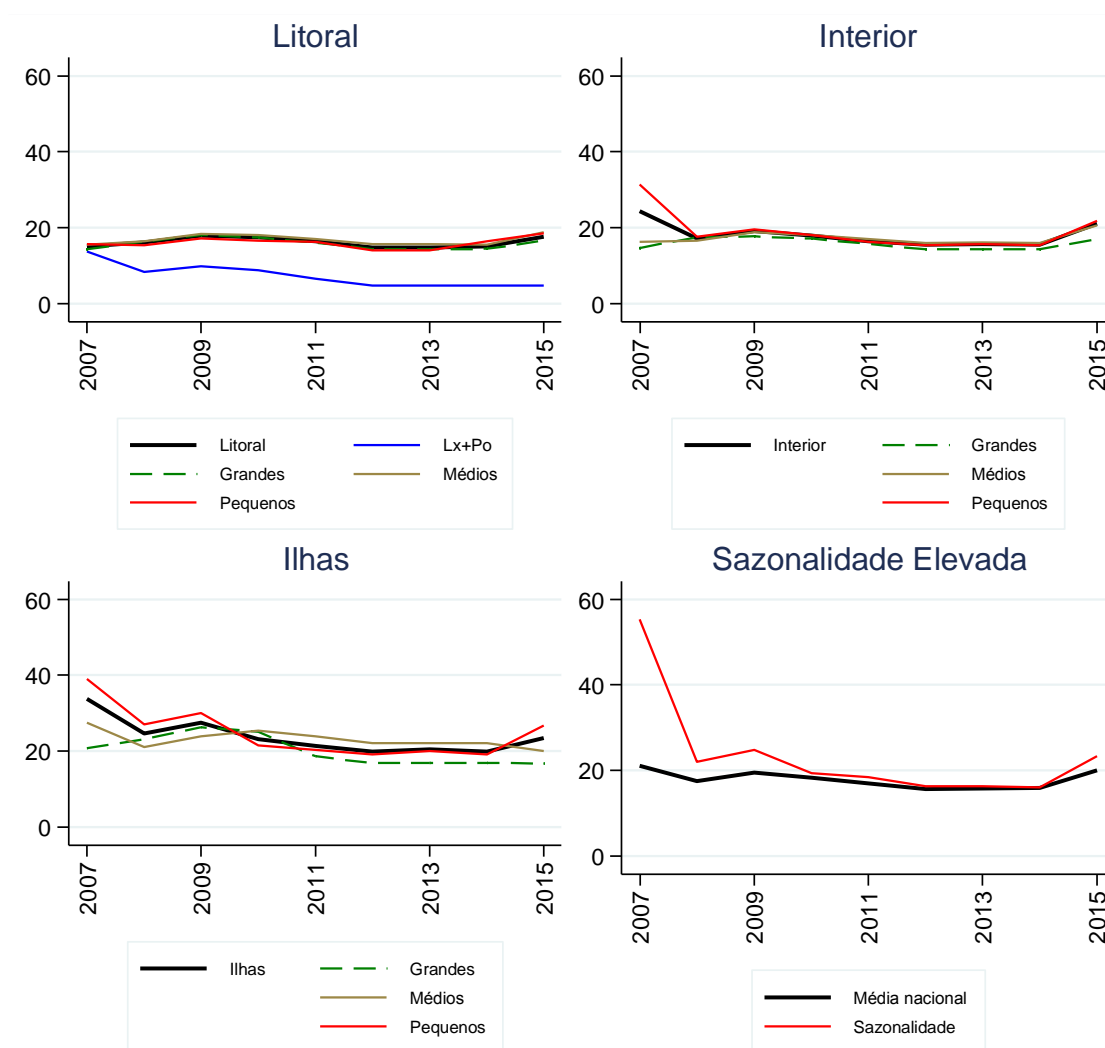 Litoral
60
40
20
0
2007
2009
2011
2013
2015
Litoral
Lx+Po
Grandes
Médios
Pequenos
Interior
60
40
20
0
2007
2009
2011
2013
2015
Interior
Grandes
Médios
Pequenos
Ilhas
60
40
20
0
2007
2009
2011
2013
2015
Ilhas
Grandes
Médios
Pequenos
Sazonalidade Elevada
60
40
20
0
2007
2009
2011
2013
2015
Média nacional
Sazonalidade